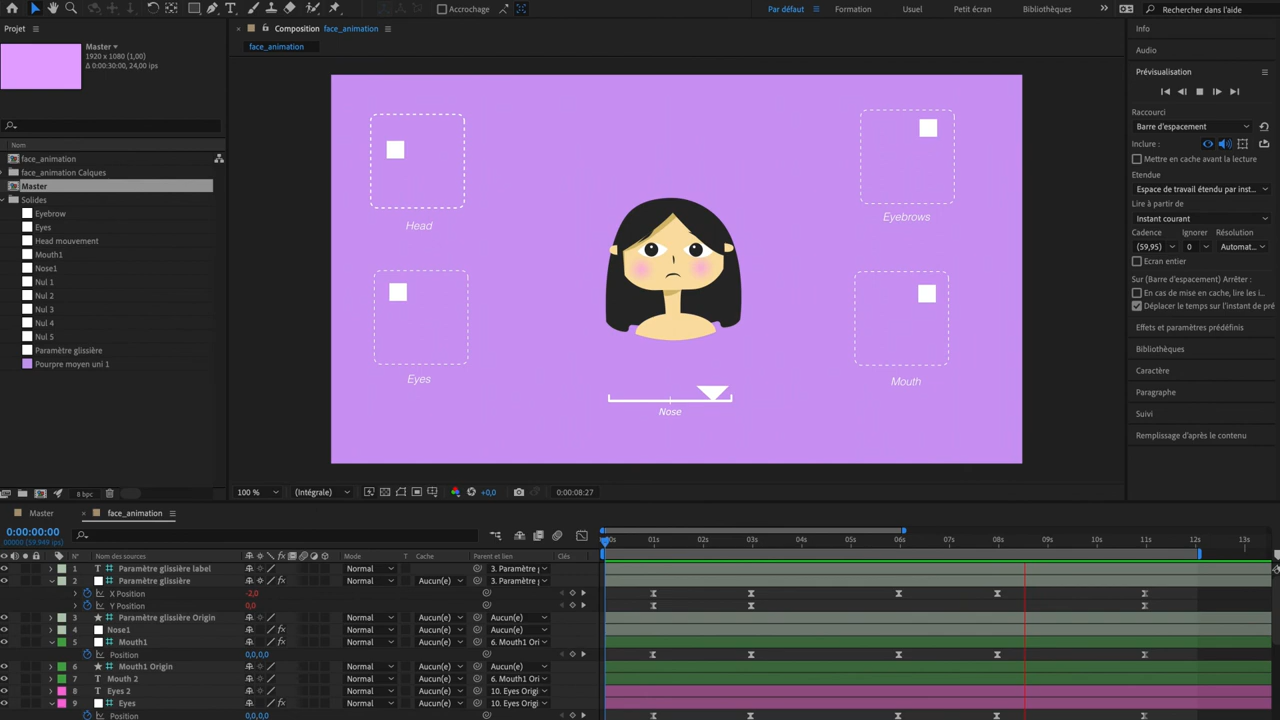 Accrochage
Par défaut
Formation
Usuel
Petit écran
Bibliothèques
Rechercher dans l'aide
Projet
Master
1920 x 1080 (1,00)
Δ 0:00:30:00, 24,00 ips
Nom
face_animation
face_animation Calques
Master
Solides
Eyebrow
Eyes
Head mouvement
Mouth1
Nose1
Nul 1
Nul 2
Nul 3
Nul 4
Nul 5
Paramètre glissière
Pourpre moyen uni 1
8 bpc
Composition face_animation
face_animation
Head
Eyebrows
Eyes
Mouth
Nose
100 %
(Intégrale)
+0,0
0:00:08:27
Info
Audio
Prévisualisation
Raccourci
Barre d'espacement
Inclure :
Mettre en cache avant la lecture
Etendue
Espace de travail étendu par inst...
Lire à partir de
Instant courant
Cadence Ignorer Résolution
(59,95) 0 Automat...
Ecran entier
Sur (Barre d'espacement) Arrêter :
En cas de mise en cache, lire les i...
Déplacer le temps sur l'instant de pré
Effets et paramètres prédéfinis
Bibliothèques
Caractère
Paragraphe
Suivi
Remplissage d'après le contenu
Master
face_animation
0:00:00:00
00000 (59.949 ips)
N° Nom des sources Mode T Cache Parent et lien Clés
01s 02s 03s 04s 05s 06s 07s 08s 09s 10s 11s 12s 13s
1 Paramètre glissière label Normal 3. Paramètre
2 Paramètre glissière Normal Aucun(e) 3. Paramètre
X Position -2,0
Y Position 0,0
3 Paramètre glissière Origin Normal Aucun(e) Aucun(e)
4 Nose1 Normal Aucun(e) Aucun(e)
5 Mouth1 Normal Aucun(e) 6. Mouth1 Ori
Position 0,0,0,0
6 Mouth1 Origin Normal Aucun(e) Aucun(e)
7 Mouth 2 Normal 6. Mouth1 Ori
8 Eyes 2 Normal 10. Eyes Origi
9 Eyes Normal Aucun(e) 10. Eyes Origi
Position 0,0,0,0